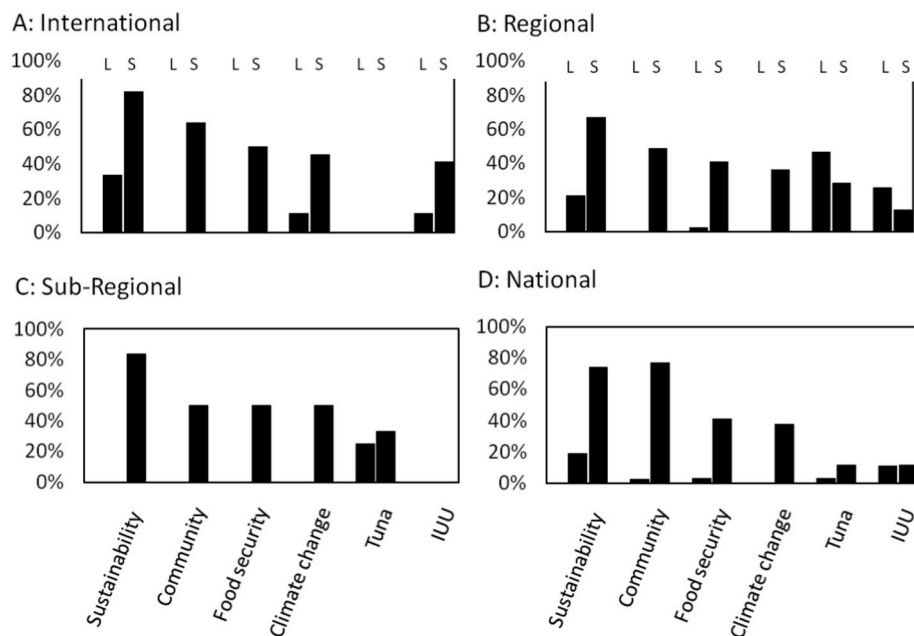 A: International
100%
80%
60%
40%
20%
0%
L S L S L S L S L S
B: Regional
100%
80%
60%
40%
20%
0%
L S L S L S L S L S L S
C: Sub-Regional
100%
80%
60%
40%
20%
0%
Sustainability
Community
Food security
Climate change
Tuna
IUU
D: National
100%
80%
60%
40%
20%
0%
Sustainability
Community
Food security
Climate change
Tuna
IUU